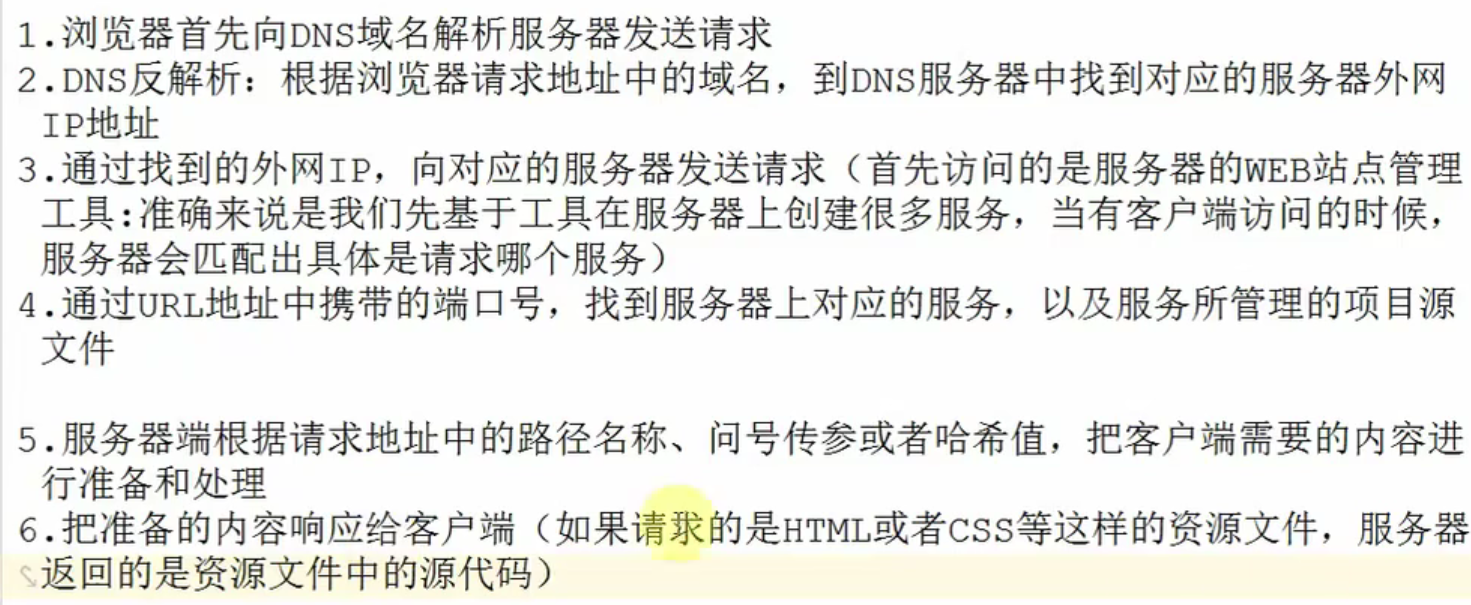 1.浏览器首先向DNS域名解析服务器发送请求
2.DNS反解析：根据浏览器请求地址中的域名，到DNS服务器中找到对应的服务器外网
IP地址
3.通过找到的外网IP，向对应的服务器发送请求（首先访问的是服务器的WEB站点管理
工具:准确来说是我们先基于工具在服务器上创建很多服务，当有客户端访问的时候，
服务器会匹配出具体是请求哪个服务）
4.通过URL地址中携带的端口号，找到服务器上对应的服务，以及服务所管理的项目源
文件
5.服务器端根据请求地址中的路径名称、问号传参或者哈希值，把客户端需要的内容进
行准备和处理
6.把准备的内容响应给客户端（如果请求的是HTML或者CSS等这样的资源文件，服务器
返回的是资源文件中的源代码）